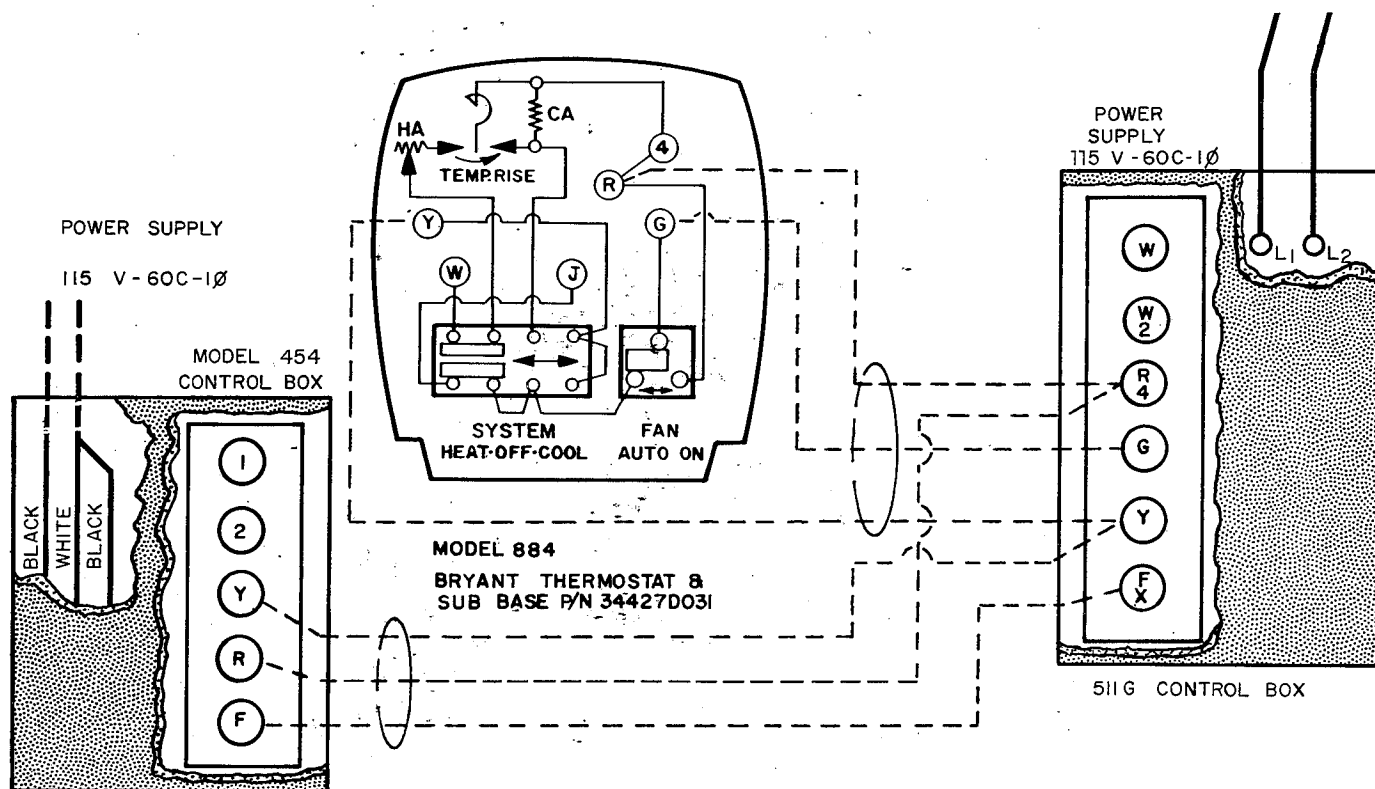 POWER SUPPLY
115 V-60C-1Ø
MODEL 454
CONTROL BOX
BLACK
WHITE
BLACK
1
2
Y
R
F
HA
CA
TEMP.RISE
4
R
Y
G
W
J
SYSTEM
HEAT-OFF-COOL
FAN
AUTO ON
MODEL 884
BRYANT THERMOSTAT &
SUB BASE P/N 34427D031
POWER
SUPPLY
115 V-60C-1Ø
L1
L2
W
W
2
R
4
G
Y
F
X
511G CONTROL BOX